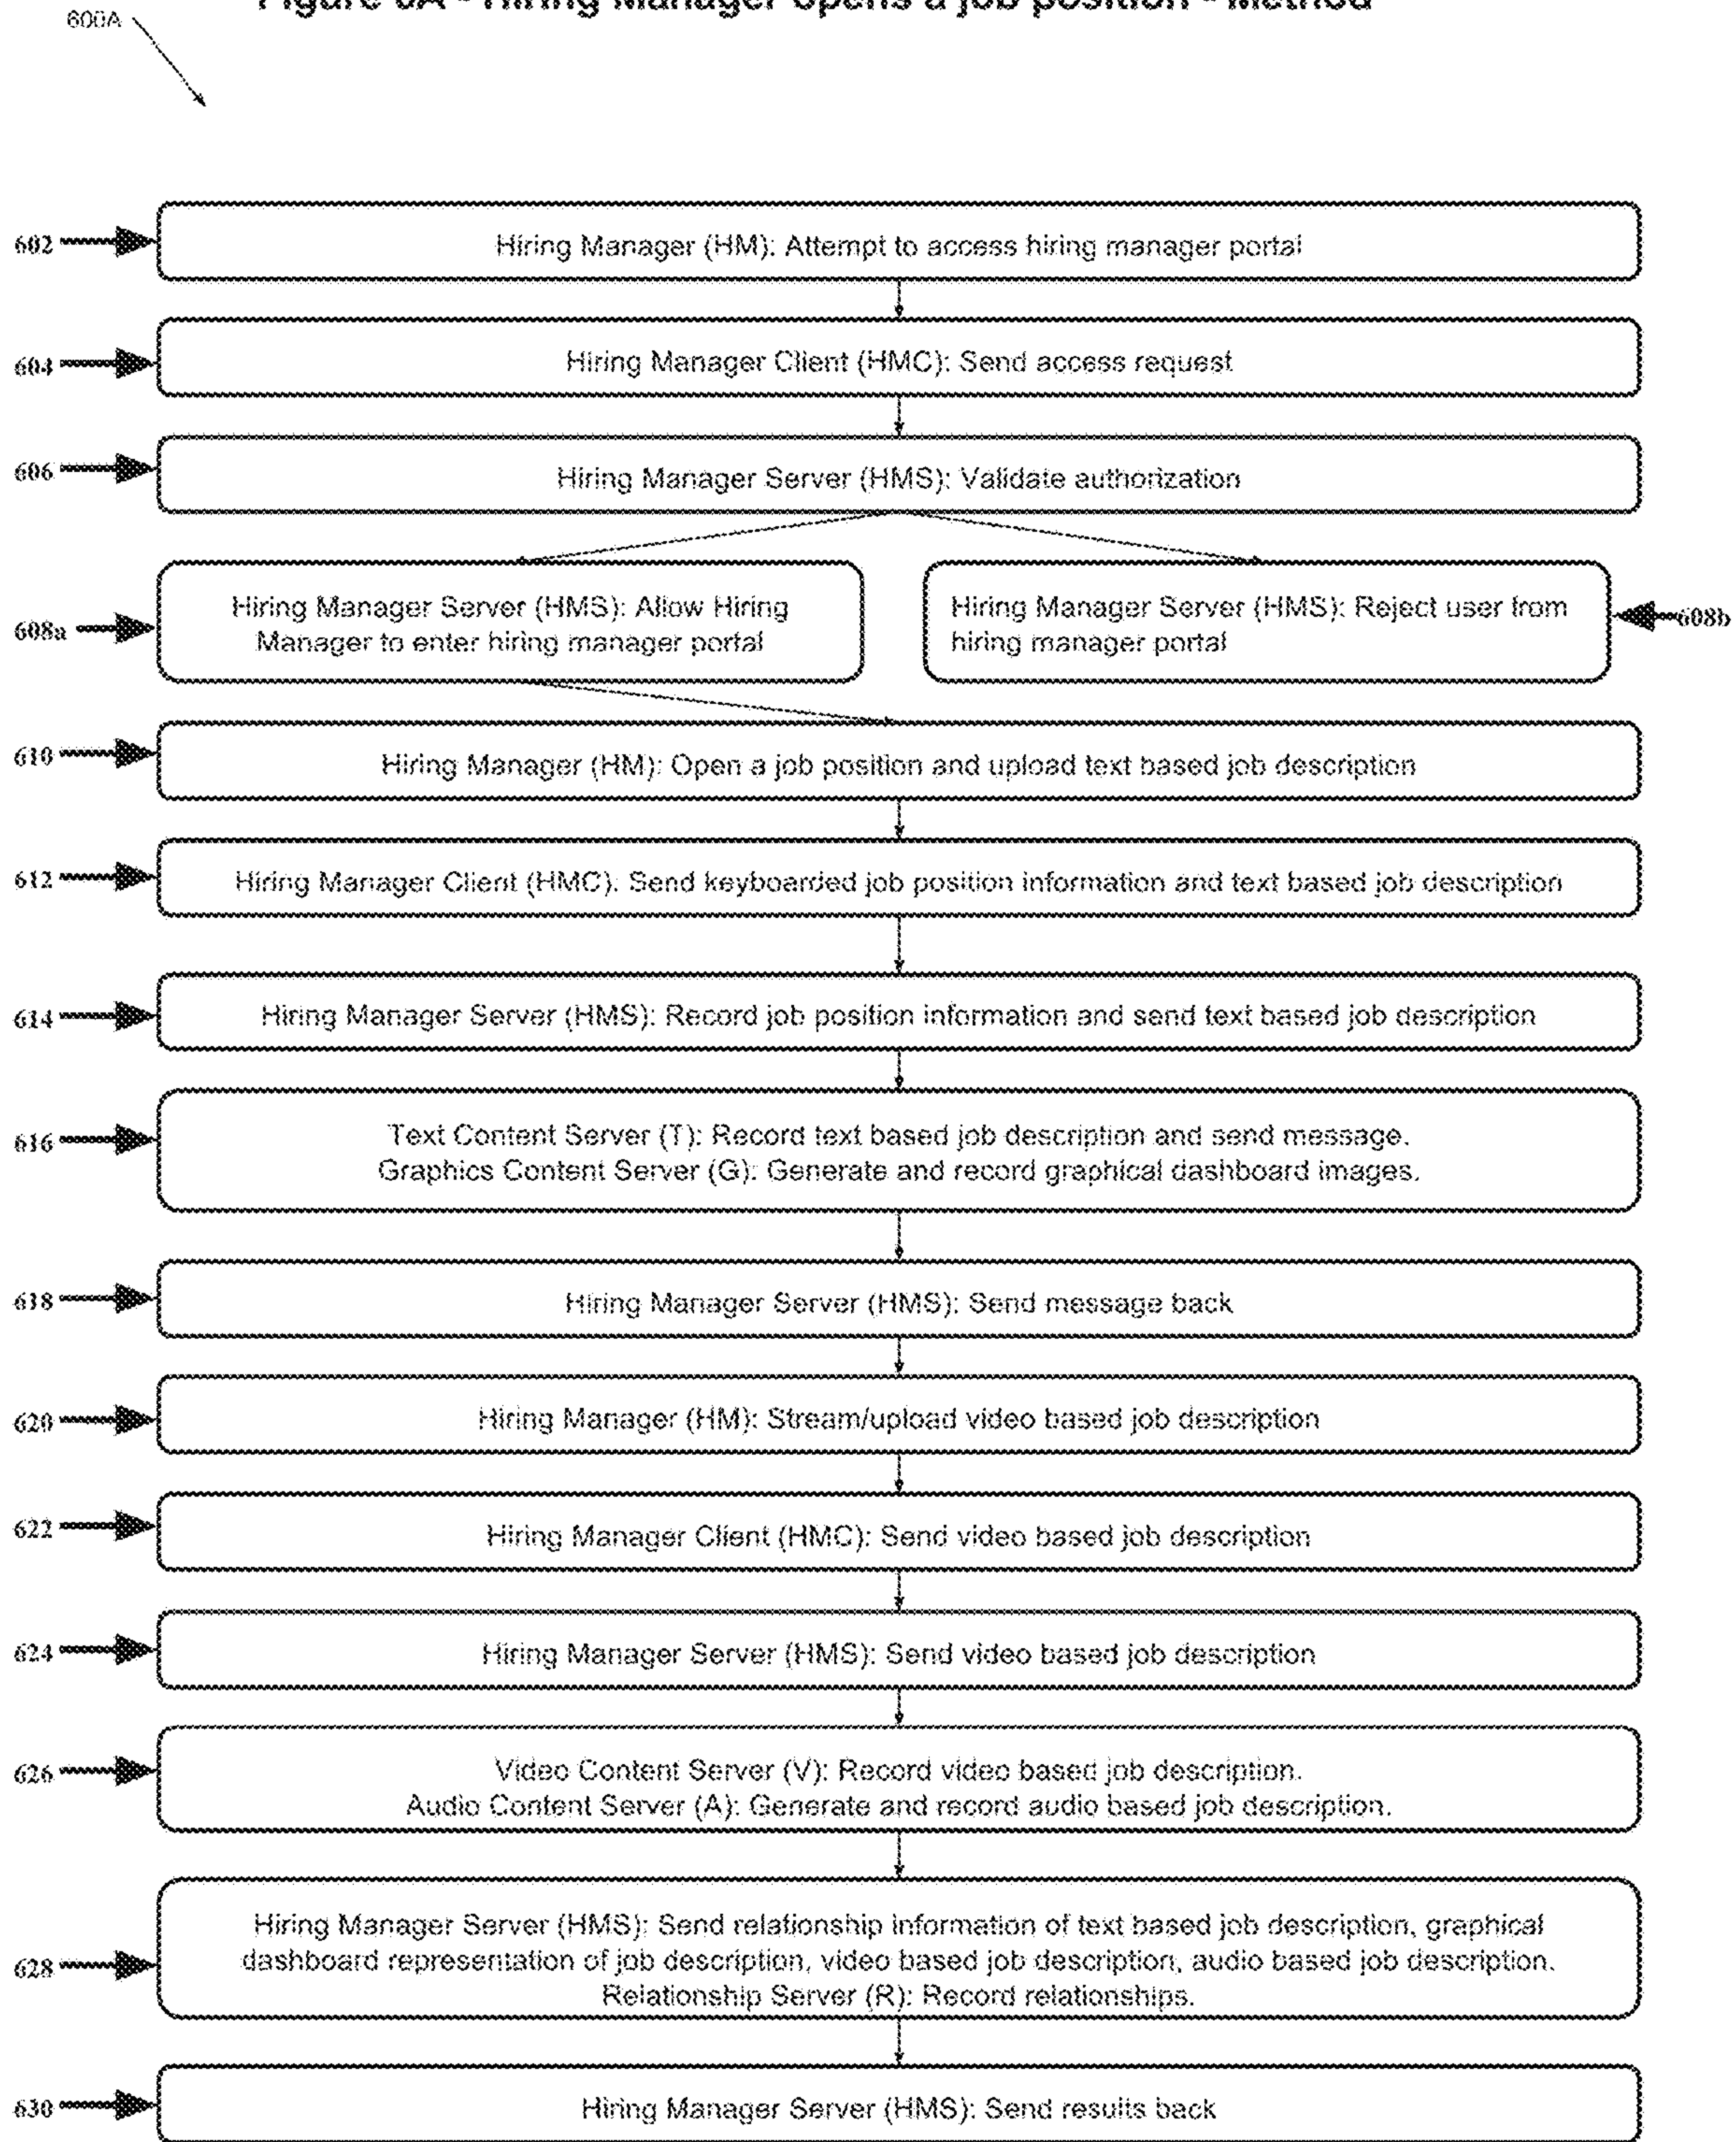 Figure 6A - Hiring Manager opens a job position - Method
600A
602
Hiring Manager (HM): Attempt to access hiring manager portal
604
Hiring Manager Client (HMC): Send access request
606
Hiring Manager Server (HMS): Validate authorization
608a
Hiring Manager Server (HMS): Allow Hiring
Manager to enter hiring manager portal
Hiring Manager Server (HMS): Reject user from
hiring manager portal
608b
610
Hiring Manager (HM): Open a job position and upload text based job description
612
Hiring Manager Client (HMC): Send keyboarded job position information and text based job description
614
Hiring Manager Server (HMS): Record job position information and send text based job description
616
Text Content Server (T): Record text based job description and send message.
Graphics Content Server (G): Generate and record graphical dashboard images.
618
Hiring Manager Server (HMS): Send message back
620
Hiring Manager (HM): Stream/upload video based job description
622
Hiring Manager Client (HMC): Send video based job description
624
Hiring Manager Server (HMS): Send video based job description
626
Video Content Server (V): Record video based job description.
Audio Content Server (A): Generate and record audio based job description.
628
Hiring Manager Server (HMS): Send relationship information of text based job description, graphical
dashboard representation of job description, video based job description, audio based job description.
Relationship Server (R): Record relationships.
630
Hiring Manager Server (HMS): Send results back